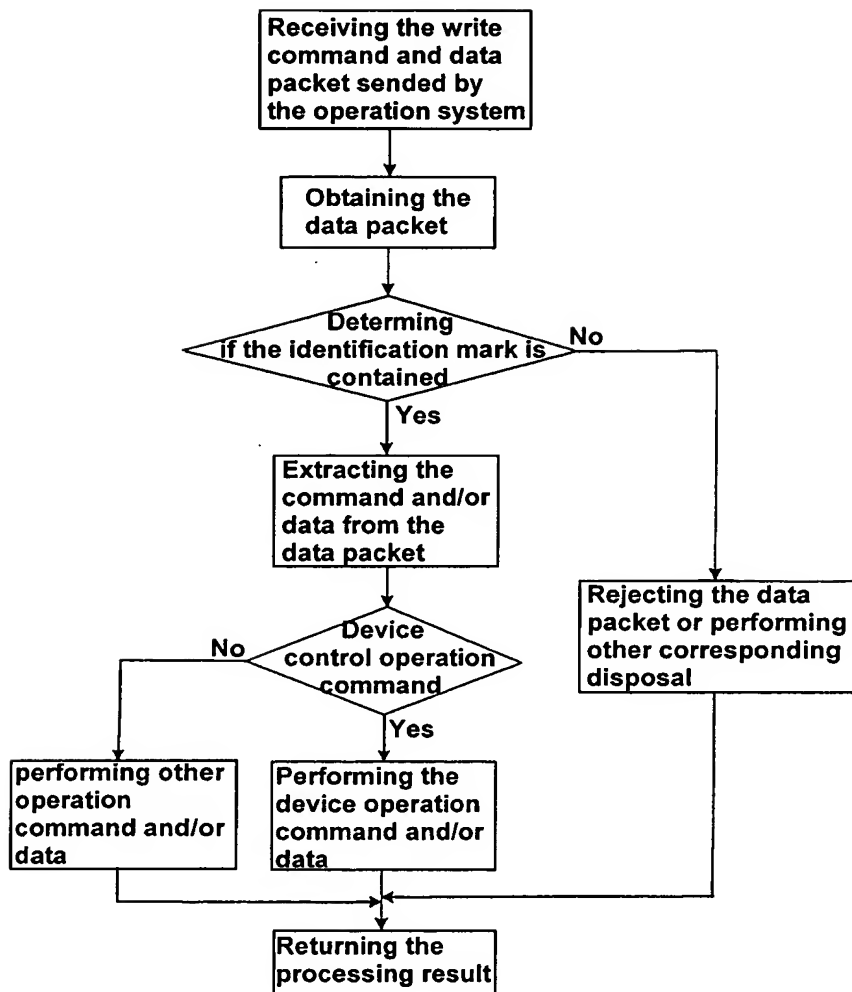 Receiving the write
command and data
packet sended by
the operation system
Obtaining the
data packet
Determing
if the identification mark is
contained
No
Yes
Extracting the
command and/or
data from the
data packet
Rejecting the data
packet or performing
other corresponding
disposal
Device
control operation
command
No
Yes
performing other
operation
command and/or
data
Performing the
device operation
command and/or
data
Returning the
processing result